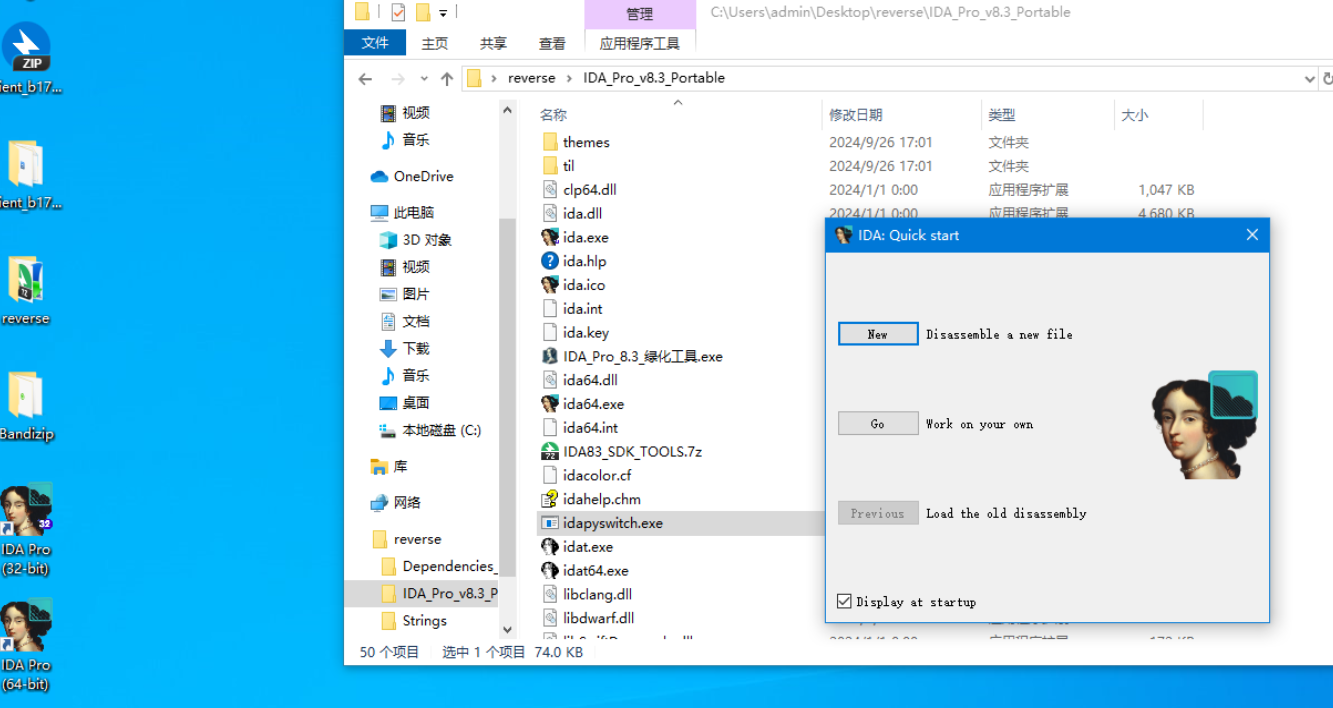 管理
C:\Users\admin\Desktop\reverse\IDA_Pro_v8.3_Portable
文件 主页 共享 查看 应用程序工具
reverse › IDA_Pro_v8.3_Portable
ZIP
ient_b17...
ient_b17...
reverse
Bandizip
32
IDA Pro
(32-bit)
IDA Pro
(64-bit)
视频
音乐
OneDrive
此电脑
3D 对象
视频
图片
文档
下载
音乐
桌面
本地磁盘 (C:)
库
网络
reverse
Dependencies_
IDA_Pro_v8.3_P
Strings
名称 修改日期 类型 大小
themes 2024/9/26 17:01 文件夹
til 2024/9/26 17:01 文件夹
clp64.dll 2024/1/1 0:00 应用程序扩展 1,047 KB
ida.dll 2024/1/1 0:00 应用程序扩展 4,680 KB
ida.exe
ida.hlp
ida.ico
ida.int
ida.key
IDA_Pro_8.3_绿化工具.exe
ida64.dll
ida64.exe
ida64.int
IDA83_SDK_TOOLS.7z
idacolor.cf
idahelp.chm
idapyswitch.exe
idat.exe
idat64.exe
libclang.dll
libdwarf.dll
IDA: Quick start
New Disassemble a new file
Go Work on your own
Previous Load the old disassembly
Display at startup
50 个项目 选中 1 个项目 74.0 KB